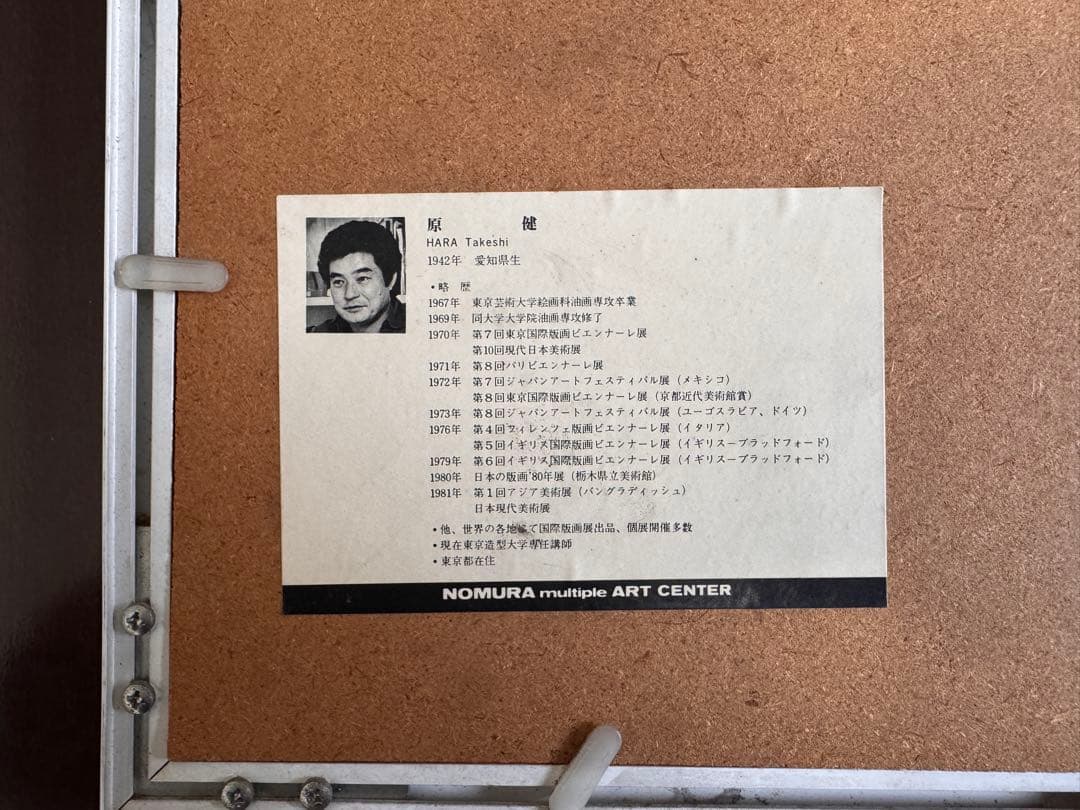 原 健
HARA Takeshi
1942年 愛知県生
・略 歴
1967年 東京芸術大学絵画科油画専攻卒業
1969年 同大学大学院油画専攻修了
1970年 第7回東京国際版画ビエンナーレ展
第10回現代日本美術展
1971年 第8回パリビエンナーレ展
1972年 第7回ジャパンアートフェスティバル展（メキシコ）
第8回東京国際版画ビエンナーレ展（京都近代美術館賞）
1973年 第8回ジャパンアートフェスティバル展（ユーゴスラビア、ドイツ）
1976年 第4回フィレンツェ版画ビエンナーレ展（イタリア）
第5回イギリス国際版画ビエンナーレ展（イギリスーブラッドフォード）
1979年 第6回イギリス国際版画ビエンナーレ展（イギリスーブラッドフォード）
1980年 日本の版画'80年展（栃木県立美術館）
1981年 第1回アジア美術展（バングラディッシュ）
日本現代美術展
・他、世界の各地にて国際版画展出品、個展開催多数
・現在東京造型大学専任講師
・東京都在住
NOMURA multiple ART CENTER